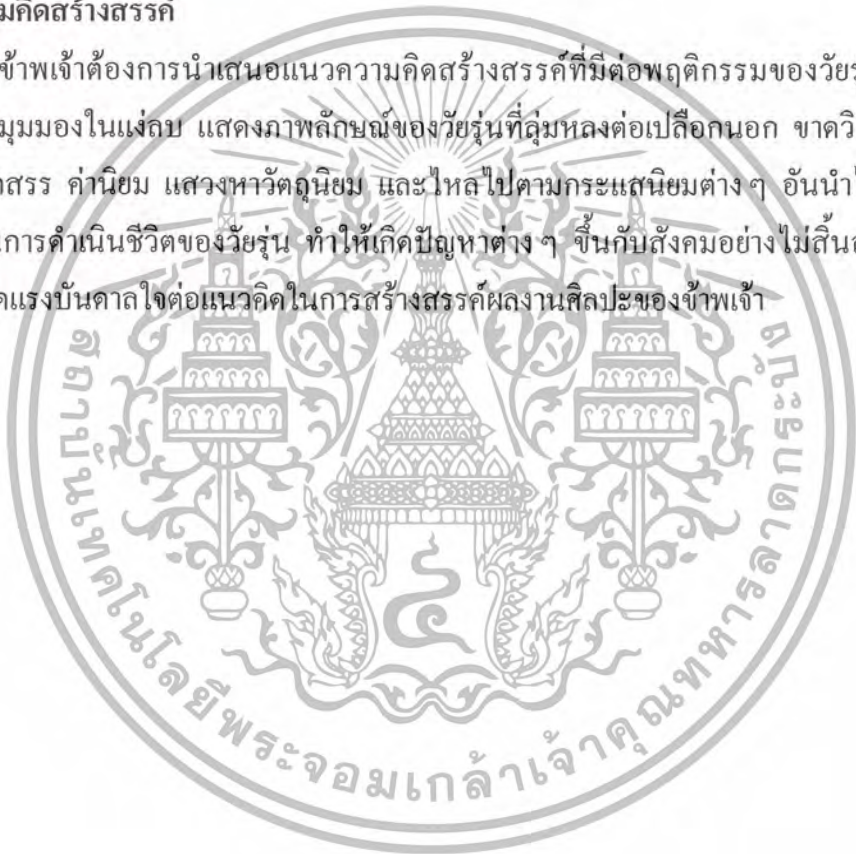 มคิดสร้างสรรค์
ข้าพเจ้าต้องการนำเสนอแนวความคิดสร้างสรรค์ที่มีต่อพฤติกรรมของวัยร
มุมมองในแง่ลบ แสดงภาพลักษณ์ของวัยรุ่นที่ลุ่มหลงต่อเปลือกนอก ขาดวิ
สรร ค่านิยม แสวงหาวัตถุนิยม และไหลไปตามกระแสนิยมต่าง ๆ อันนำ
การดำเนินชีวิตของวัยรุ่น ทำให้เกิดปัญหาต่าง ๆ ขึ้นกับสังคมอย่างไม่สิ้น
แรงบันดาลใจต่อแนวคิดในการสร้างสรรค์ผลงานศิลปะของข้าพเจ้า
สถาบันเทคโนโลยีพระจอมเกล้าเจ้าคุณทหารลาดกระบัง
๔